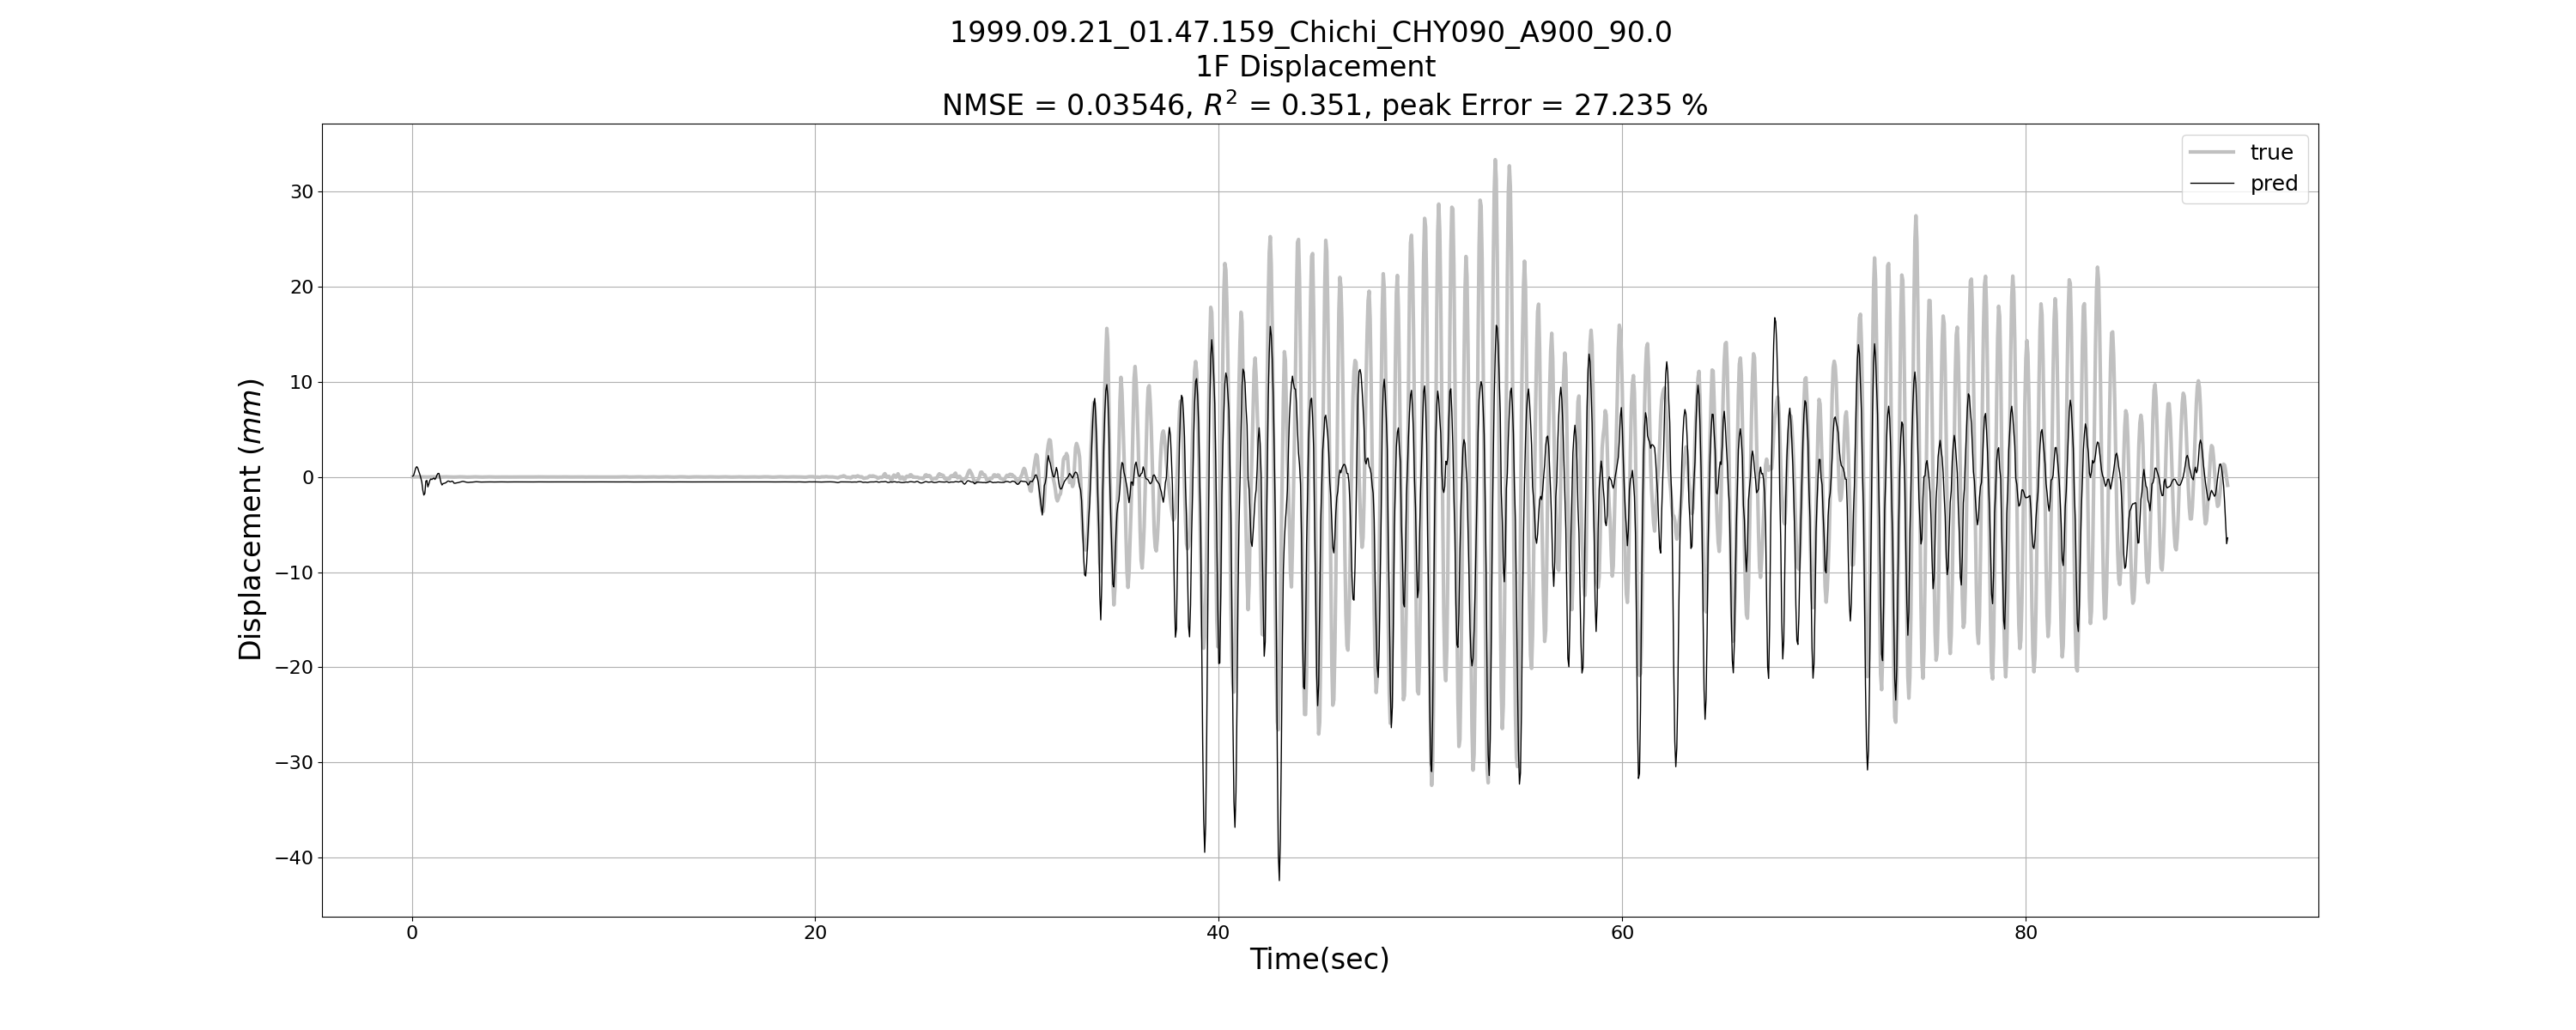 1999.09.21_01.47.159_Chichi_CHY090_A900_90.0
1F Displacement
NMSE = 0.03546, R² = 0.351, peak Error = 27.235 %
true
pred
Displacement (mm)
30
20
10
0
−10
−20
−30
−40
0 20 40 60 80
Time(sec)